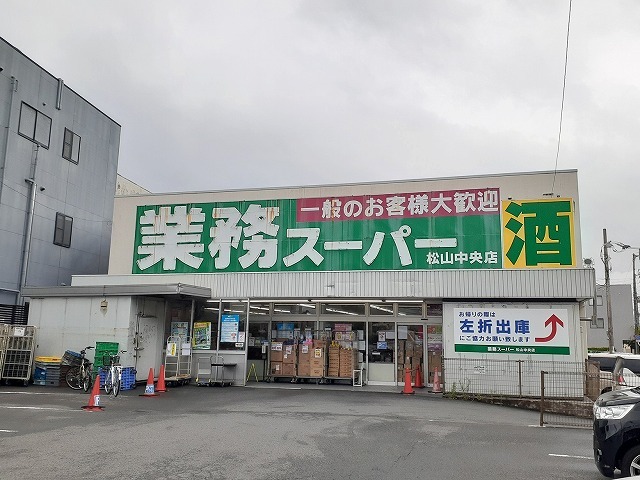 一般のお客様大歓迎
業務スーパー
松山中央店
酒
お帰りの際は
左折出庫
にご協力お願い致します
業務スーパー 松山中央店